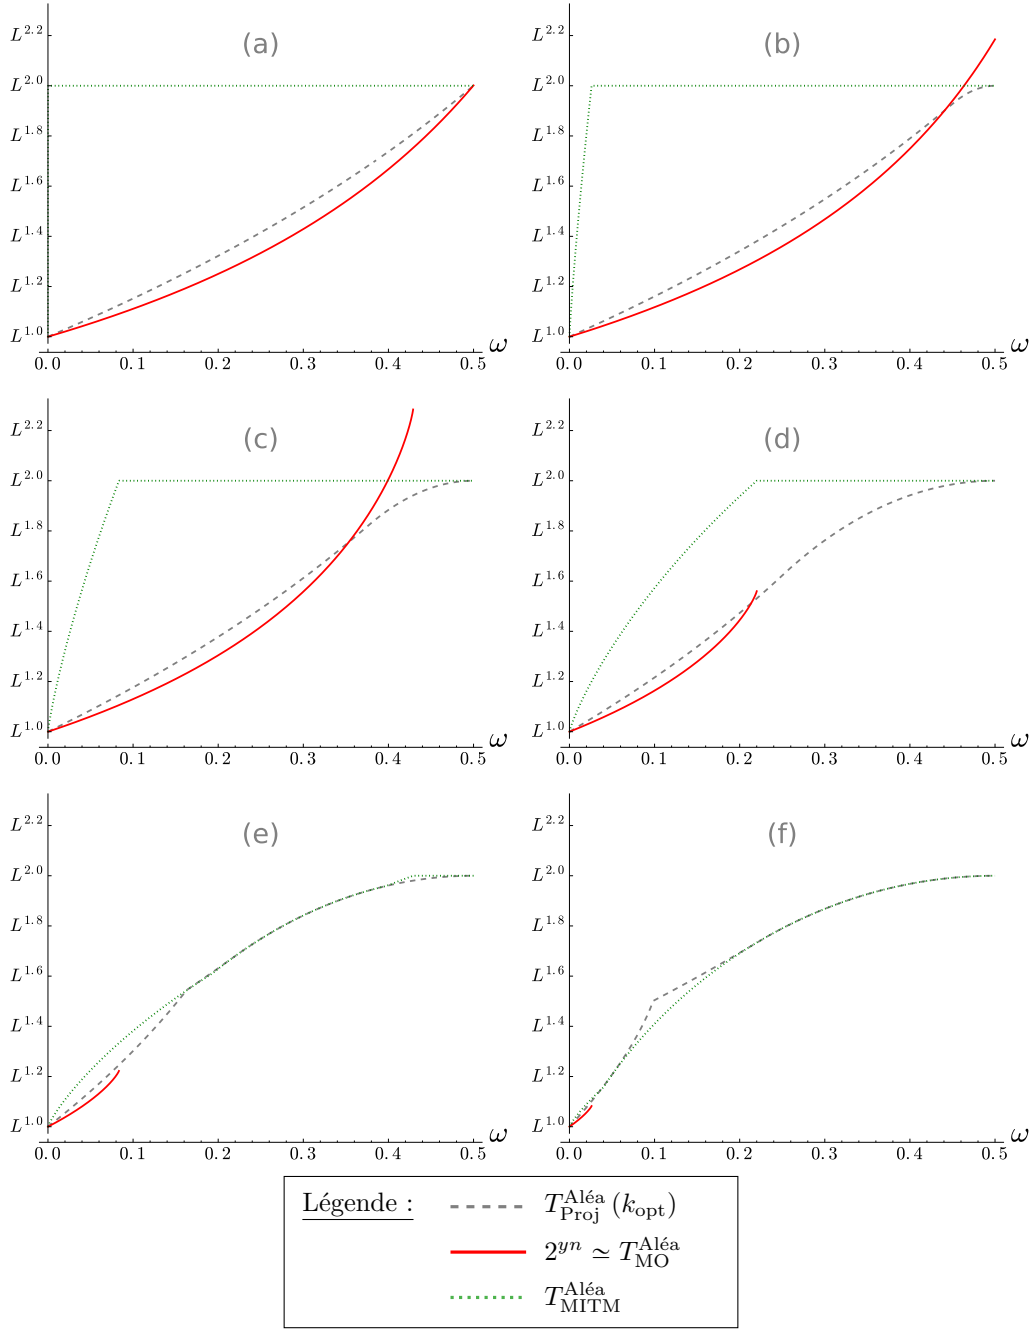 (a) (b)
L^2.2 L^2.2
L^2.0 L^2.0
L^1.8 L^1.8
L^1.6 L^1.6
L^1.4 L^1.4
L^1.2 L^1.2
L^1.0 L^1.0
0.0 0.1 0.2 0.3 0.4 0.5 ω 0.0 0.1 0.2 0.3 0.4 0.5 ω
(c) (d)
L^2.2 L^2.2
L^2.0 L^2.0
L^1.8 L^1.8
L^1.6 L^1.6
L^1.4 L^1.4
L^1.2 L^1.2
L^1.0 L^1.0
0.0 0.1 0.2 0.3 0.4 0.5 ω 0.0 0.1 0.2 0.3 0.4 0.5 ω
(e) (f)
L^2.2 L^2.2
L^2.0 L^2.0
L^1.8 L^1.8
L^1.6 L^1.6
L^1.4 L^1.4
L^1.2 L^1.2
L^1.0 L^1.0
0.0 0.1 0.2 0.3 0.4 0.5 ω 0.0 0.1 0.2 0.3 0.4 0.5 ω
Légende : T_Proj^Aléa (k_opt)
2^yn ≃ T_MO^Aléa
T_MITM^Aléa